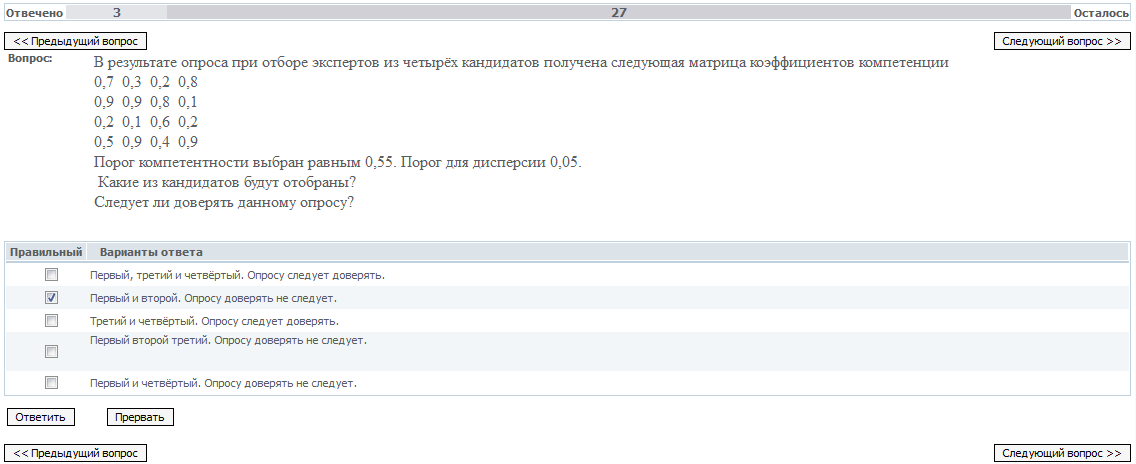 Отвечено 3 27 Осталось
<< Предыдущий вопрос Следующий вопрос >>
Вопрос: В результате опроса при отборе экспертов из четырёх кандидатов получена следующая матрица коэффициентов компетенции
0,7 0,3 0,2 0,8
0,9 0,9 0,8 0,1
0,2 0,1 0,6 0,2
0,5 0,9 0,4 0,9
Порог компетентности выбран равным 0,55. Порог для дисперсии 0,05.
Какие из кандидатов будут отобраны?
Следует ли доверять данному опросу?
Правильный Варианты ответа
Первый, третий и четвёртый. Опросу следует доверять.
Первый и второй. Опросу доверять не следует.
Третий и четвёртый. Опросу следует доверять.
Первый второй третий. Опросу доверять не следует.
Первый и четвёртый. Опросу доверять не следует.
Ответить Прервать
<< Предыдущий вопрос Следующий вопрос >>